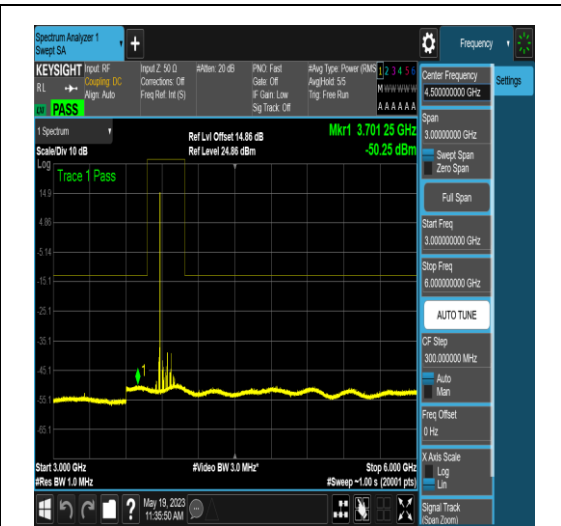 Spectrum Analyzer 1
Swept SA
+
Frequency
KEYSIGHT
RL
PASS
Input: RF
Coupling: DC
Align: Auto
Input Z: 50 Ω
Corrections: Off
Freq Ref: Int (S)
#Atten: 20 dB
PNO: Fast
Gate: Off
IF Gain: Low
Sig Track: Off
#Avg Type: Power (RMS
Avg|Hold: 5/5
Trig: Free Run
1 2 3 4 5 6
M W W W W W
A A A A A A
1 Spectrum
Scale/Div 10 dB
Ref Lvl Offset 14.86 dB
Ref Level 24.86 dBm
Mkr1 3.701 25 GHz
-50.25 dBm
Log
Trace 1 Pass
14.9
4.86
-5.14
-15.1
-25.1
-35.1
-45.1
-55.1
-65.1
1
Start 3.000 GHz
#Res BW 1.0 MHz
#Video BW 3.0 MHz*
Stop 6.000 GHz
#Sweep ~1.00 s (20001 pts)
Center Frequency
4.500000000 GHz
Settings
Span
3.00000000 GHz
Swept Span
Zero Span
Full Span
Start Freq
3.000000000 GHz
Stop Freq
6.000000000 GHz
AUTO TUNE
CF Step
300.000000 MHz
Auto
Man
Freq Offset
0 Hz
X Axis Scale
Log
Lin
Signal Track
(Span Zoom)
?
May 19, 2023
11:35:50 AM